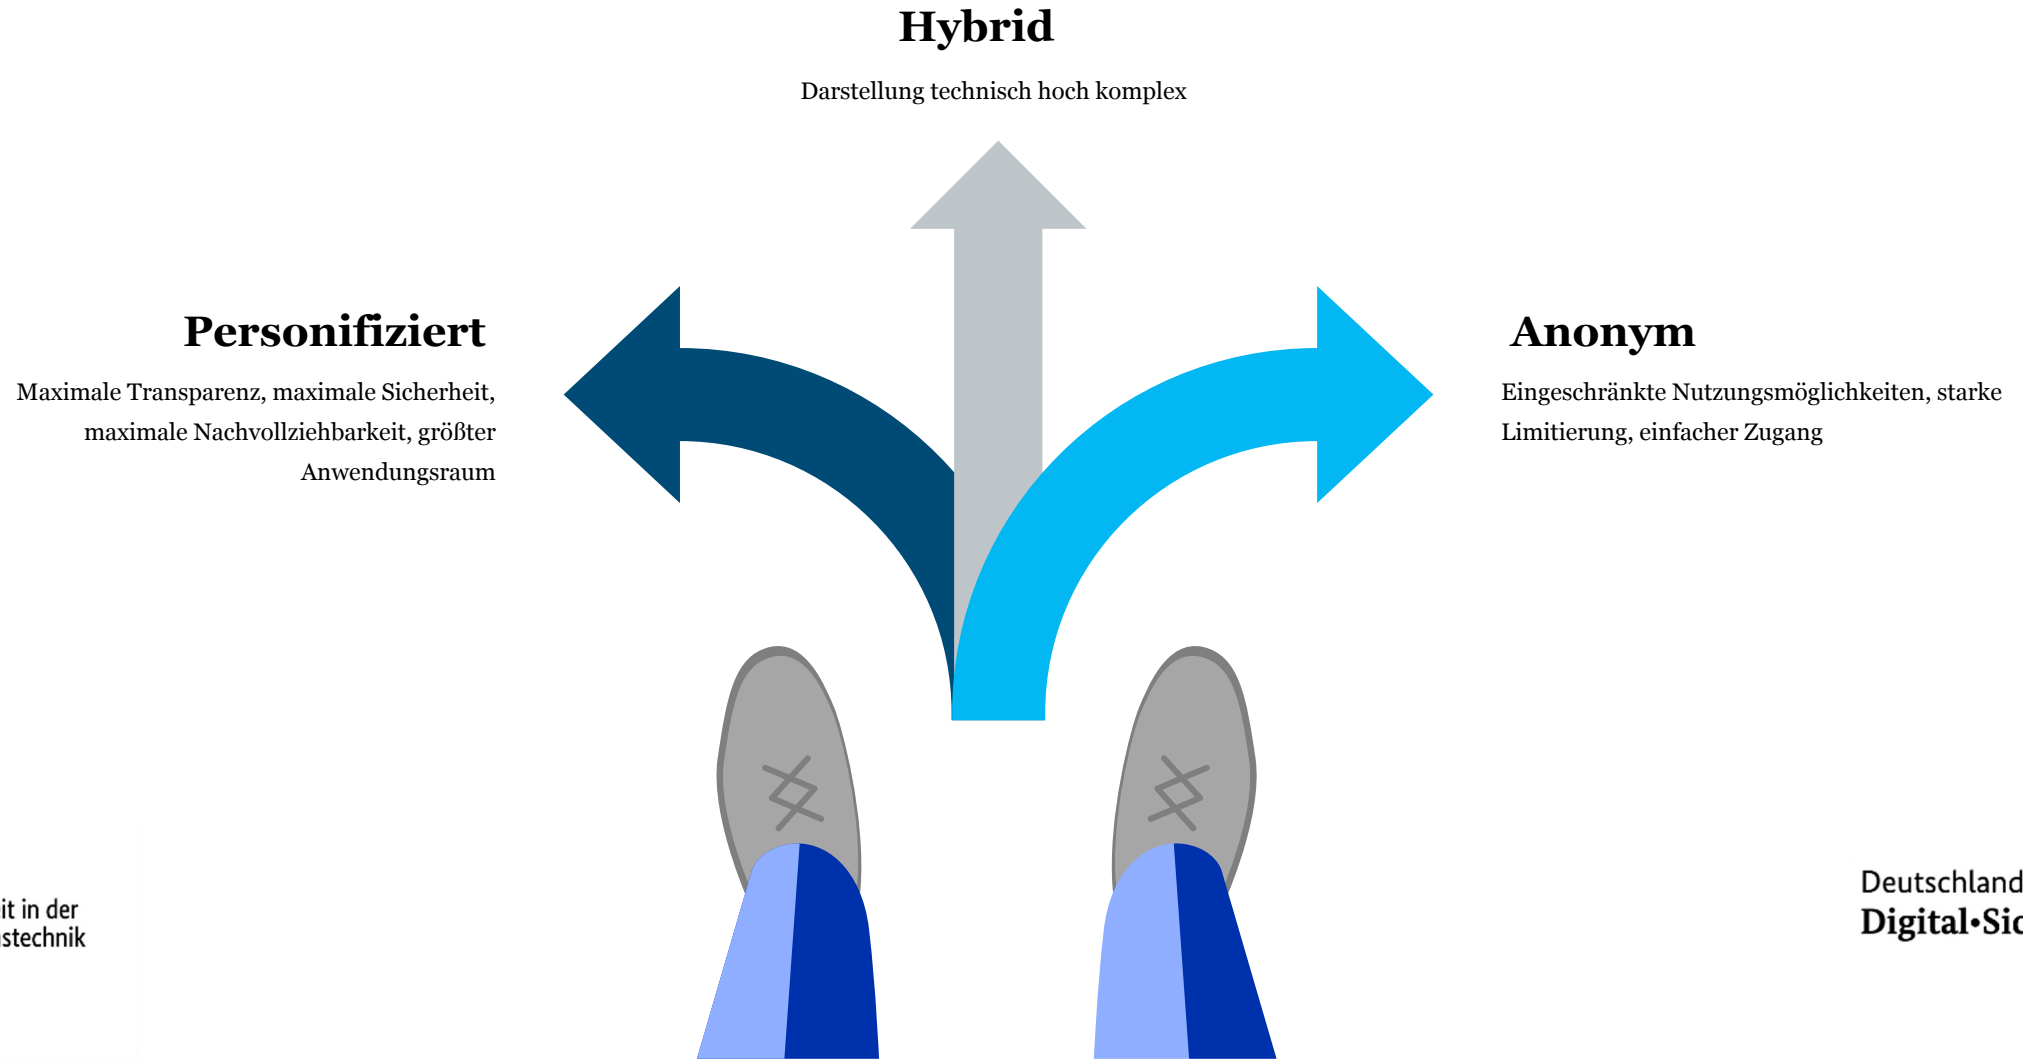 Hybrid
Darstellung technisch hoch komplex
Personifiziert
Maximale Transparenz, maximale Sicherheit,
maximale Nachvollziehbarkeit, größter
Anwendungsraum
Anonym
Eingeschränkte Nutzungsmöglichkeiten, starke
Limitierung, einfacher Zugang
it in der
stechnik
Deutschland
Digital•Sic